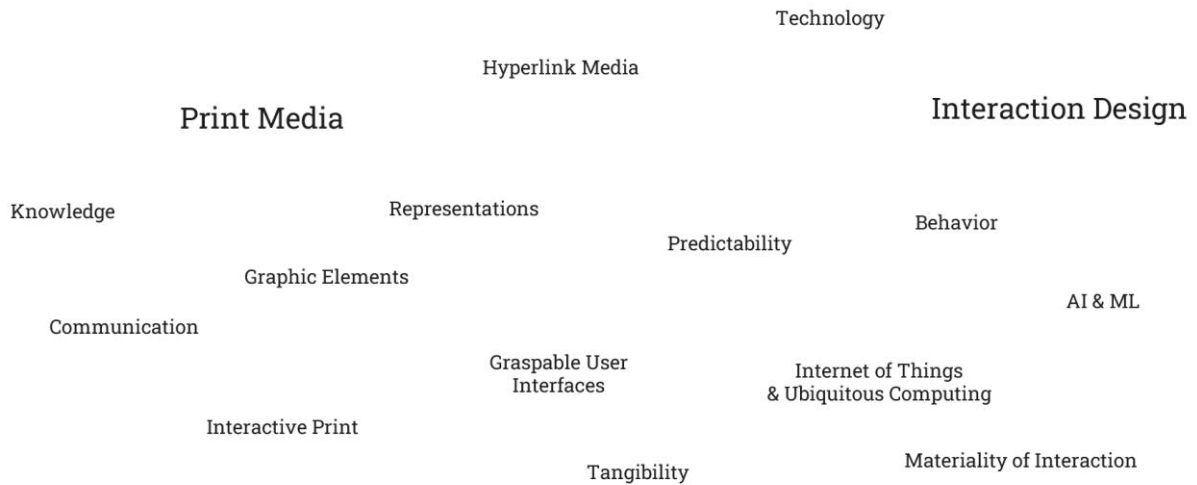 Technology
Hyperlink Media
Print Media
Interaction Design
Knowledge
Representations
Behavior
Predictability
Graphic Elements
AI & ML
Communication
Graspable User
Interfaces
Internet of Things
& Ubiquitous Computing
Interactive Print
Materiality of Interaction
Tangibility